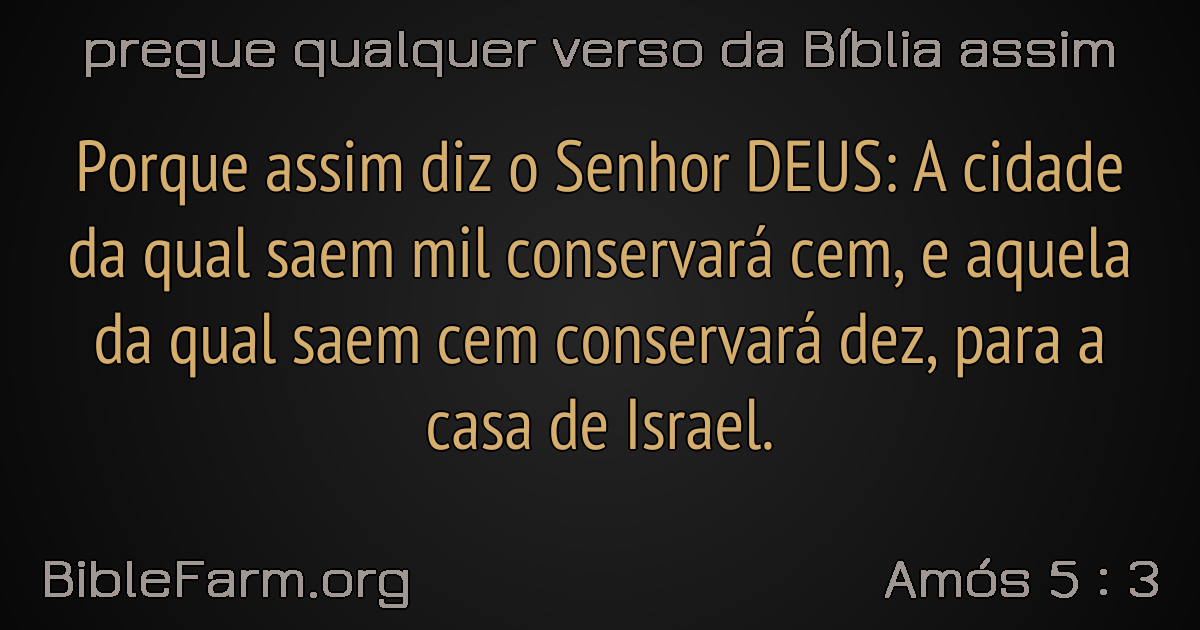 pregue qualquer verso da Bíblia assim
Porque assim diz o Senhor DEUS: A cidade
da qual saem mil conservará cem, e aquela
da qual saem cem conservará dez, para a
casa de Israel.
BibleFarm.org
Amós 5 : 3